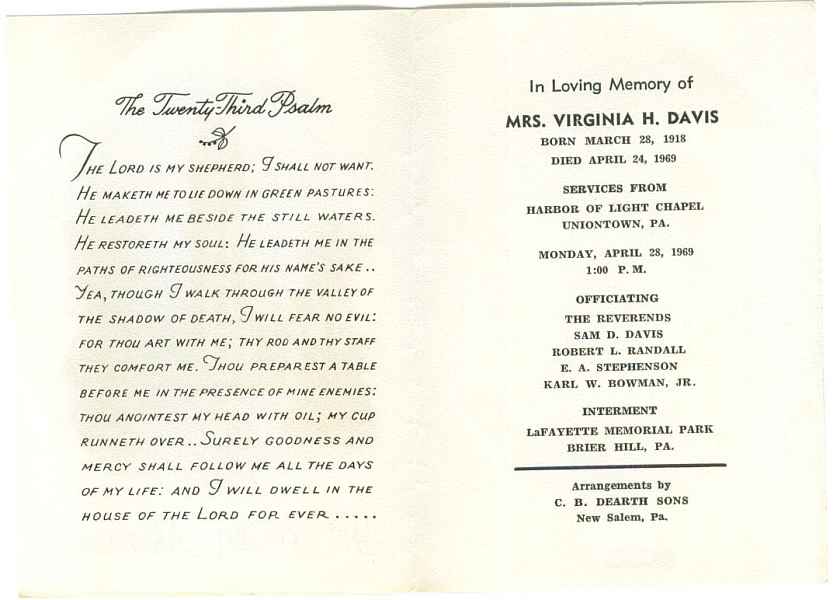 The Twenty-Third Psalm
The Lord is my shepherd; I shall not want.
He maketh me to lie down in green pastures:
He leadeth me beside the still waters.
He restoreth my soul: He leadeth me in the
paths of righteousness for his name's sake..
Yea, though I walk through the valley of
the shadow of death, I will fear no evil:
for thou art with me; thy rod and thy staff
they comfort me. Thou preparest a table
before me in the presence of mine enemies:
thou anointest my head with oil; my cup
runneth over.. Surely goodness and
mercy shall follow me all the days
of my life: and I will dwell in the
house of the Lord for ever.....
In Loving Memory of
MRS. VIRGINIA H. DAVIS
BORN MARCH 28, 1918
DIED APRIL 24, 1969
SERVICES FROM
HARBOR OF LIGHT CHAPEL
UNIONTOWN, PA.
MONDAY, APRIL 28, 1969
1:00 P. M.
OFFICIATING
THE REVERENDS
SAM D. DAVIS
ROBERT L. RANDALL
E. A. STEPHENSON
KARL W. BOWMAN, JR.
INTERMENT
LaFAYETTE MEMORIAL PARK
BRIER HILL, PA.
Arrangements by
C. B. DEARTH SONS
New Salem, Pa.